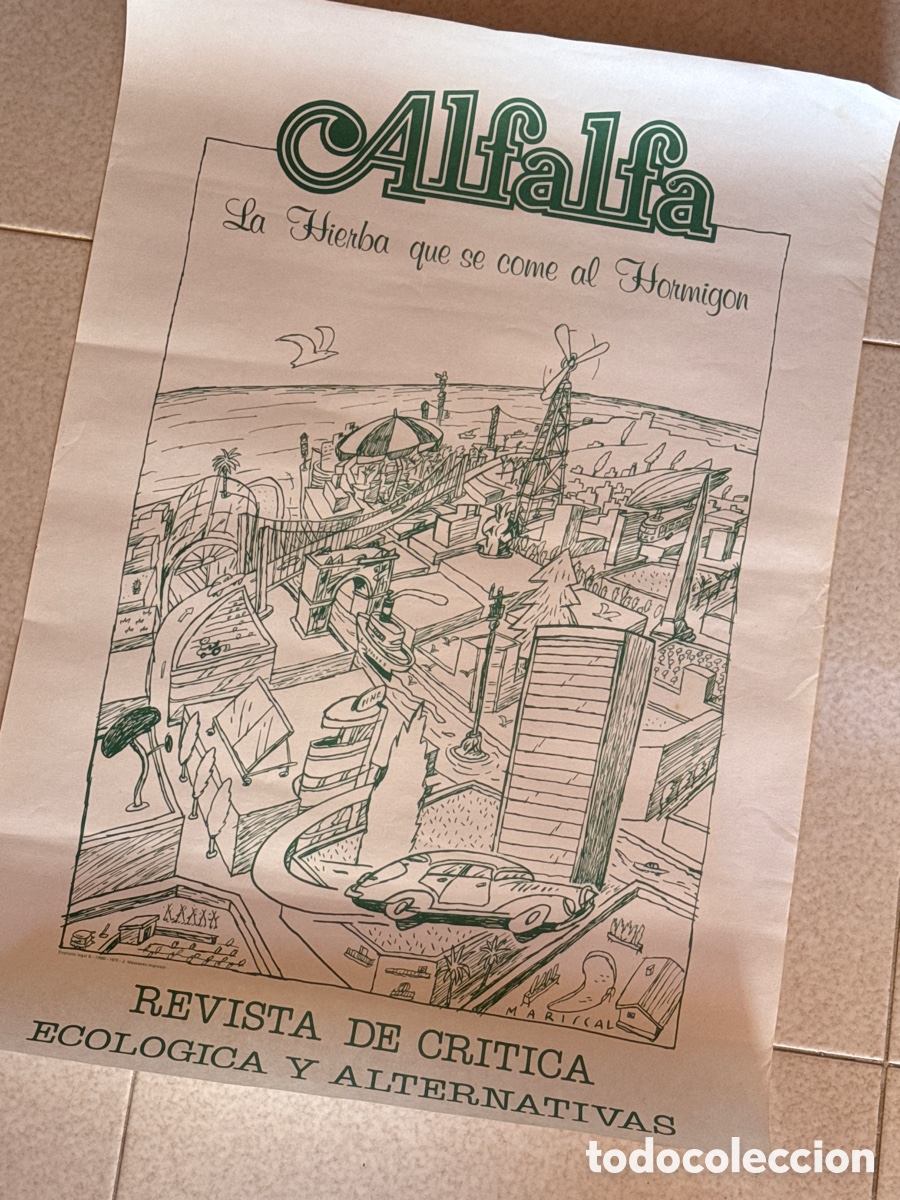 Alfalfa
La Hierba que se come al Hormigon
MARISCAL
REVISTA DE CRITICA
ECOLOGICA Y ALTERNATIVAS
todocoleccion